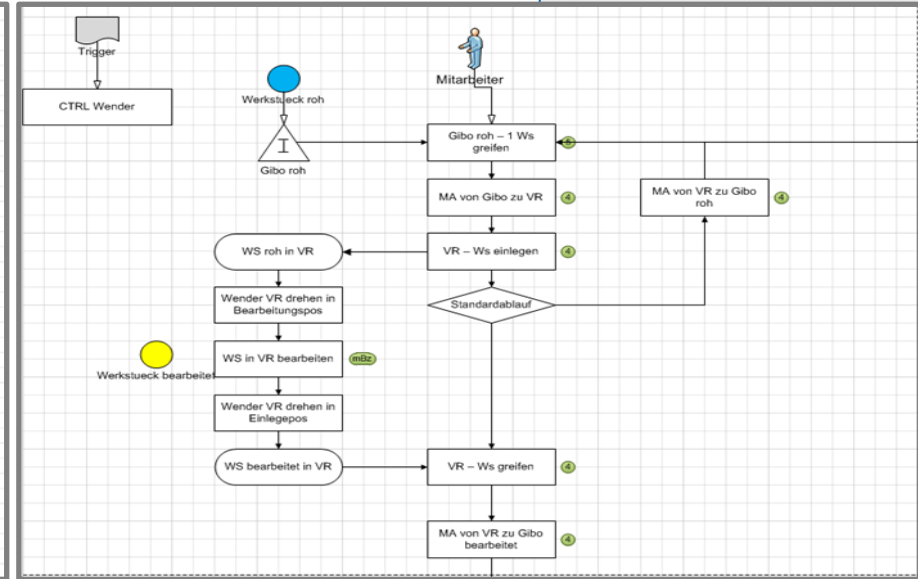 Trigger
CTRL Wender
Werkstueck roh
I
Gibo roh
Mitarbeiter
Gibo roh – 1 Ws
greifen
5
MA von Gibo zu VR
4
MA von VR zu Gibo
roh
4
WS roh in VR
VR – Ws einlegen
4
Wender VR drehen in
Bearbeitungspos
Standardablauf
Werkstueck bearbeitet
WS in VR bearbeiten
mBz
Wender VR drehen in
Einlegepos
WS bearbeitet in VR
VR – Ws greifen
4
MA von VR zu Gibo
bearbeitet
4